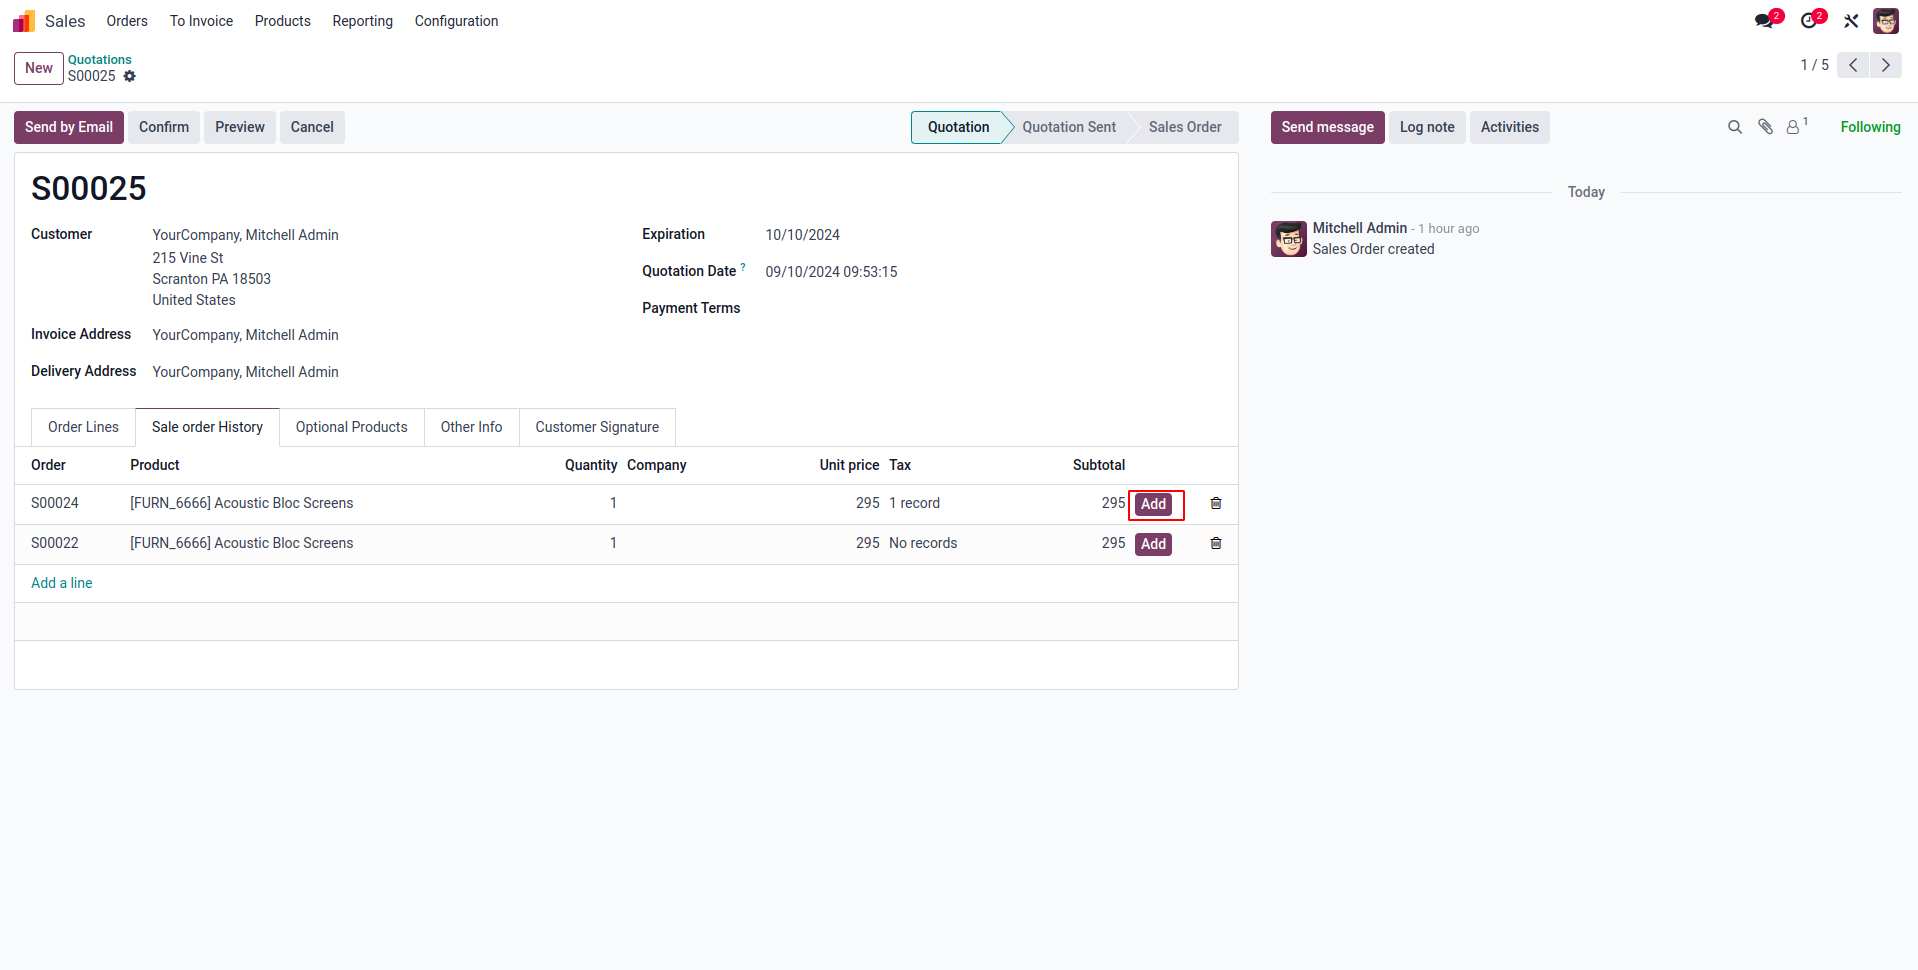 Sales Orders To Invoice Products Reporting Configuration 2 2
New Quotations
S00025 1 / 5
Send by Email Confirm Preview Cancel Quotation Quotation Sent Sales Order Send message Log note Activities 1 Following
S00025
Today
Customer YourCompany, Mitchell Admin Expiration 10/10/2024 Mitchell Admin - 1 hour ago
Sales Order created
215 Vine St
Quotation Date ? 09/10/2024 09:53:15
Scranton PA 18503
United States
Payment Terms
Invoice Address YourCompany, Mitchell Admin
Delivery Address YourCompany, Mitchell Admin
Order Lines Sale order History Optional Products Other Info Customer Signature
Order Product Quantity Company Unit price Tax Subtotal
S00024 [FURN_6666] Acoustic Bloc Screens 1 295 1 record 295 Add
S00022 [FURN_6666] Acoustic Bloc Screens 1 295 No records 295 Add
Add a line